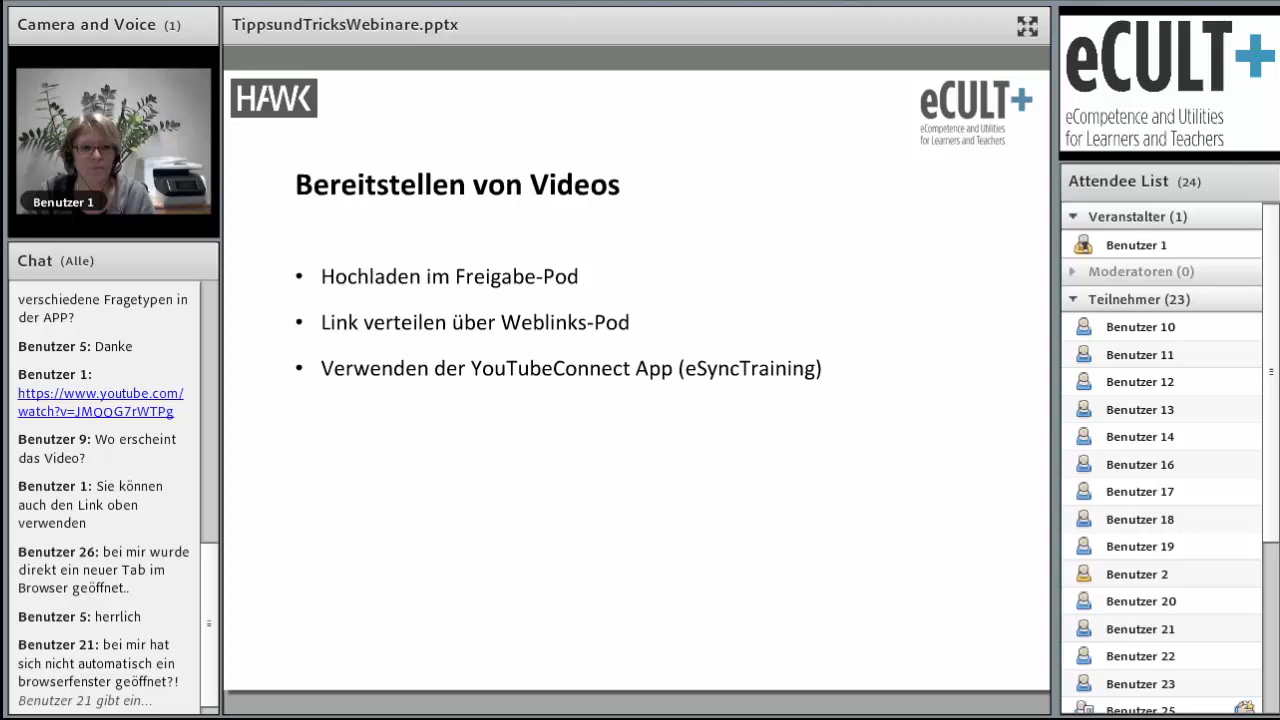 Camera and Voice (1)
Benutzer 1
Chat (Alle)
verschiedene Fragetypen in
der APP?
Benutzer 5: Danke
Benutzer 1:
https://www.youtube.com/
watch?v=JMOOG7rWTPg
Benutzer 9: Wo erscheint
das Video?
Benutzer 1: Sie können
auch den Link oben
verwenden
Benutzer 26: bei mir wurde
direkt ein neuer Tab im
Browser geöffnet..
Benutzer 5: herrlich
Benutzer 21: bei mir hat
sich nicht automatisch ein
browserfenster geöffnet?!
Benutzer 21 gibt ein...
TippsundTricksWebinare.pptx
HAWK
eCULT+
eCompetence and Utilities
for Learners and Teachers
Bereitstellen von Videos
• Hochladen im Freigabe-Pod
• Link verteilen über Weblinks-Pod
• Verwenden der YouTubeConnect App (eSyncTraining)
eCULT+
eCompetence and Utilities
for Learners and Teachers
Attendee List (24)
Veranstalter (1)
Benutzer 1
Moderatoren (0)
Teilnehmer (23)
Benutzer 10
Benutzer 11
Benutzer 12
Benutzer 13
Benutzer 14
Benutzer 16
Benutzer 17
Benutzer 18
Benutzer 19
Benutzer 2
Benutzer 20
Benutzer 21
Benutzer 22
Benutzer 23
Benutzer 25